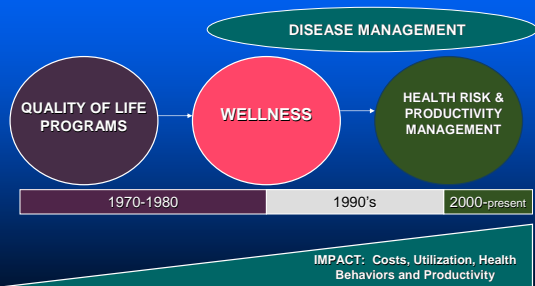 DISEASE MANAGEMENT
QUALITY OF LIFE
PROGRAMS
WELLNESS
HEALTH RISK &
PRODUCTIVITY
MANAGEMENT
1970-1980
1990's
2000-present
IMPACT: Costs, Utilization, Health
Behaviors and Productivity